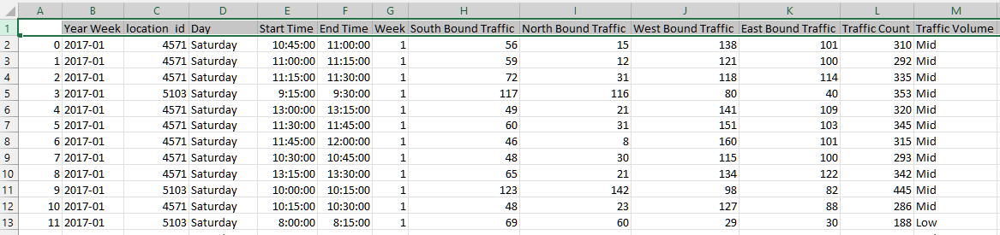 A B C D E F G H I J K L M
1 Year Week location_id Day Start Time End Time Week South Bound Traffic North Bound Traffic West Bound Traffic East Bound Traffic Traffic Count Traffic Volume
2 0 2017-01 4571 Saturday 10:45:00 11:00:00 1 56 15 138 101 310 Mid
3 1 2017-01 4571 Saturday 11:00:00 11:15:00 1 59 12 121 100 292 Mid
4 2 2017-01 4571 Saturday 11:15:00 11:30:00 1 72 31 118 114 335 Mid
5 3 2017-01 5103 Saturday 9:15:00 9:30:00 1 117 116 80 40 353 Mid
6 4 2017-01 4571 Saturday 13:00:00 13:15:00 1 49 21 141 109 320 Mid
7 5 2017-01 4571 Saturday 11:30:00 11:45:00 1 60 31 151 103 345 Mid
8 6 2017-01 4571 Saturday 11:45:00 12:00:00 1 46 8 160 101 315 Mid
9 7 2017-01 4571 Saturday 10:30:00 10:45:00 1 48 30 115 100 293 Mid
10 8 2017-01 4571 Saturday 13:15:00 13:30:00 1 65 21 134 122 342 Mid
11 9 2017-01 5103 Saturday 10:00:00 10:15:00 1 123 142 98 82 445 Mid
12 10 2017-01 4571 Saturday 10:15:00 10:30:00 1 48 23 127 88 286 Mid
13 11 2017-01 5103 Saturday 8:00:00 8:15:00 1 69 60 29 30 188 Low